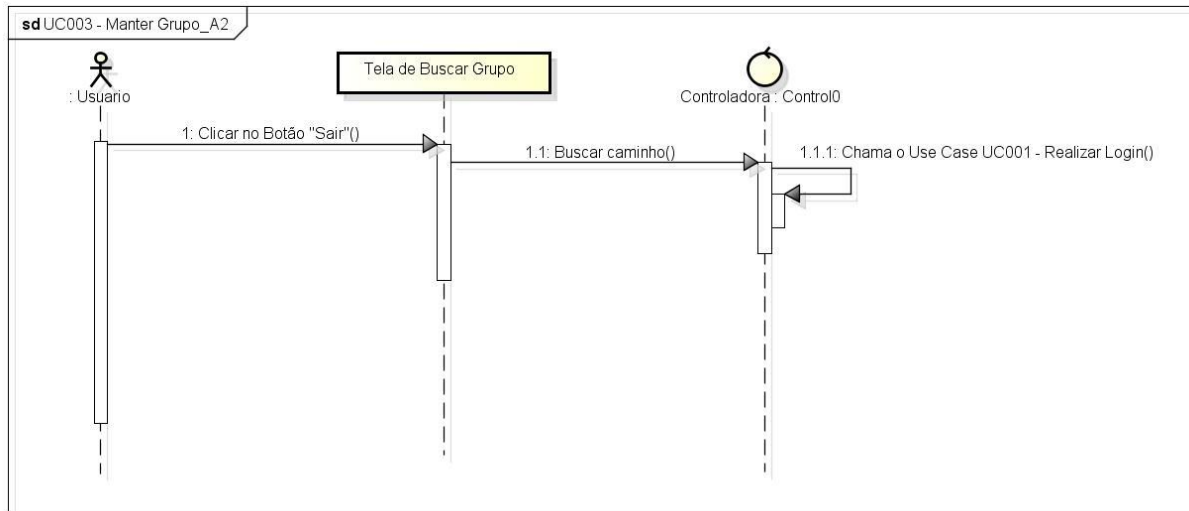 sd UC003 - Manter Grupo_A2
Tela de Buscar Grupo
: Usuario
Controladora : Control0
1: Clicar no Botão "Sair"()
1.1: Buscar caminho()
1.1.1: Chama o Use Case UC001 - Realizar Login()